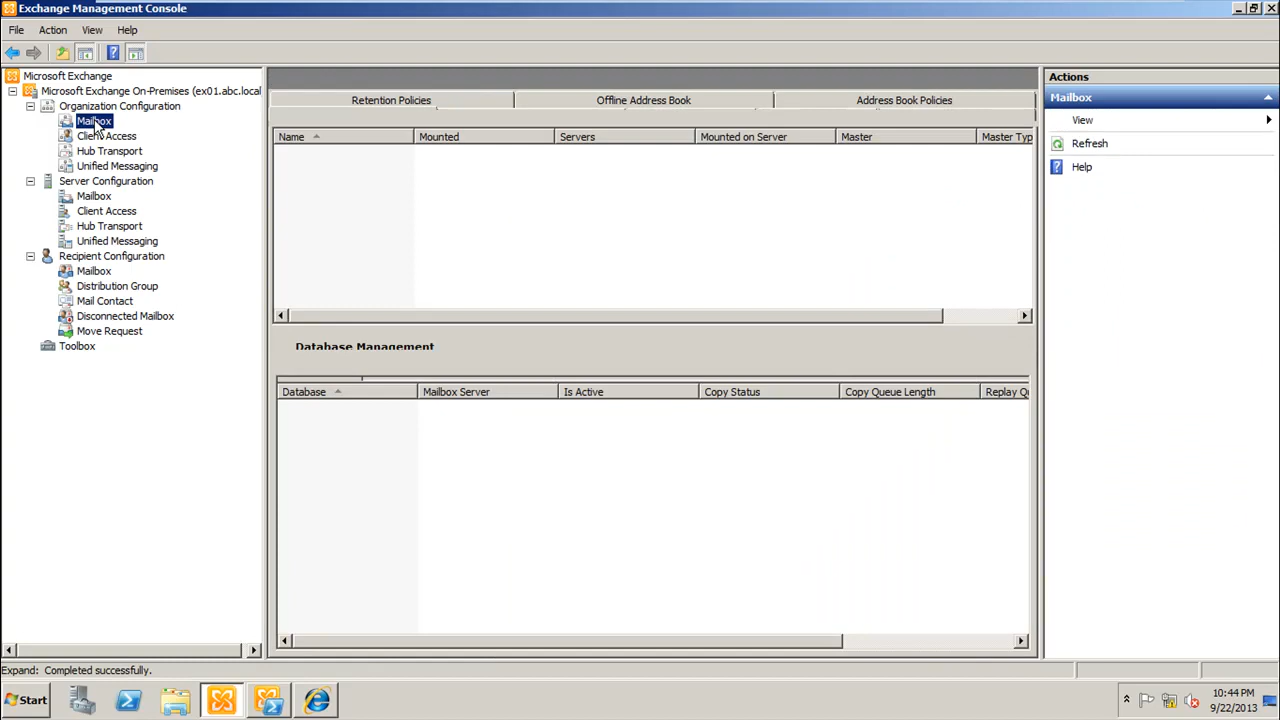 Exchange Management Console
File Action View Help
Microsoft Exchange
Microsoft Exchange On-Premises (ex01.abc.local
Organization Configuration
Mailbox
Client Access
Hub Transport
Unified Messaging
Server Configuration
Mailbox
Client Access
Hub Transport
Unified Messaging
Recipient Configuration
Mailbox
Distribution Group
Mail Contact
Disconnected Mailbox
Move Request
Toolbox
Retention Policies Offline Address Book Address Book Policies
Name Mounted Servers Mounted on Server Master Master Typ
Database Management
Database Mailbox Server Is Active Copy Status Copy Queue Length Replay Q
Actions
Mailbox
View
Refresh
Help
Expand: Completed successfully.
Start
10:44 PM
9/22/2013